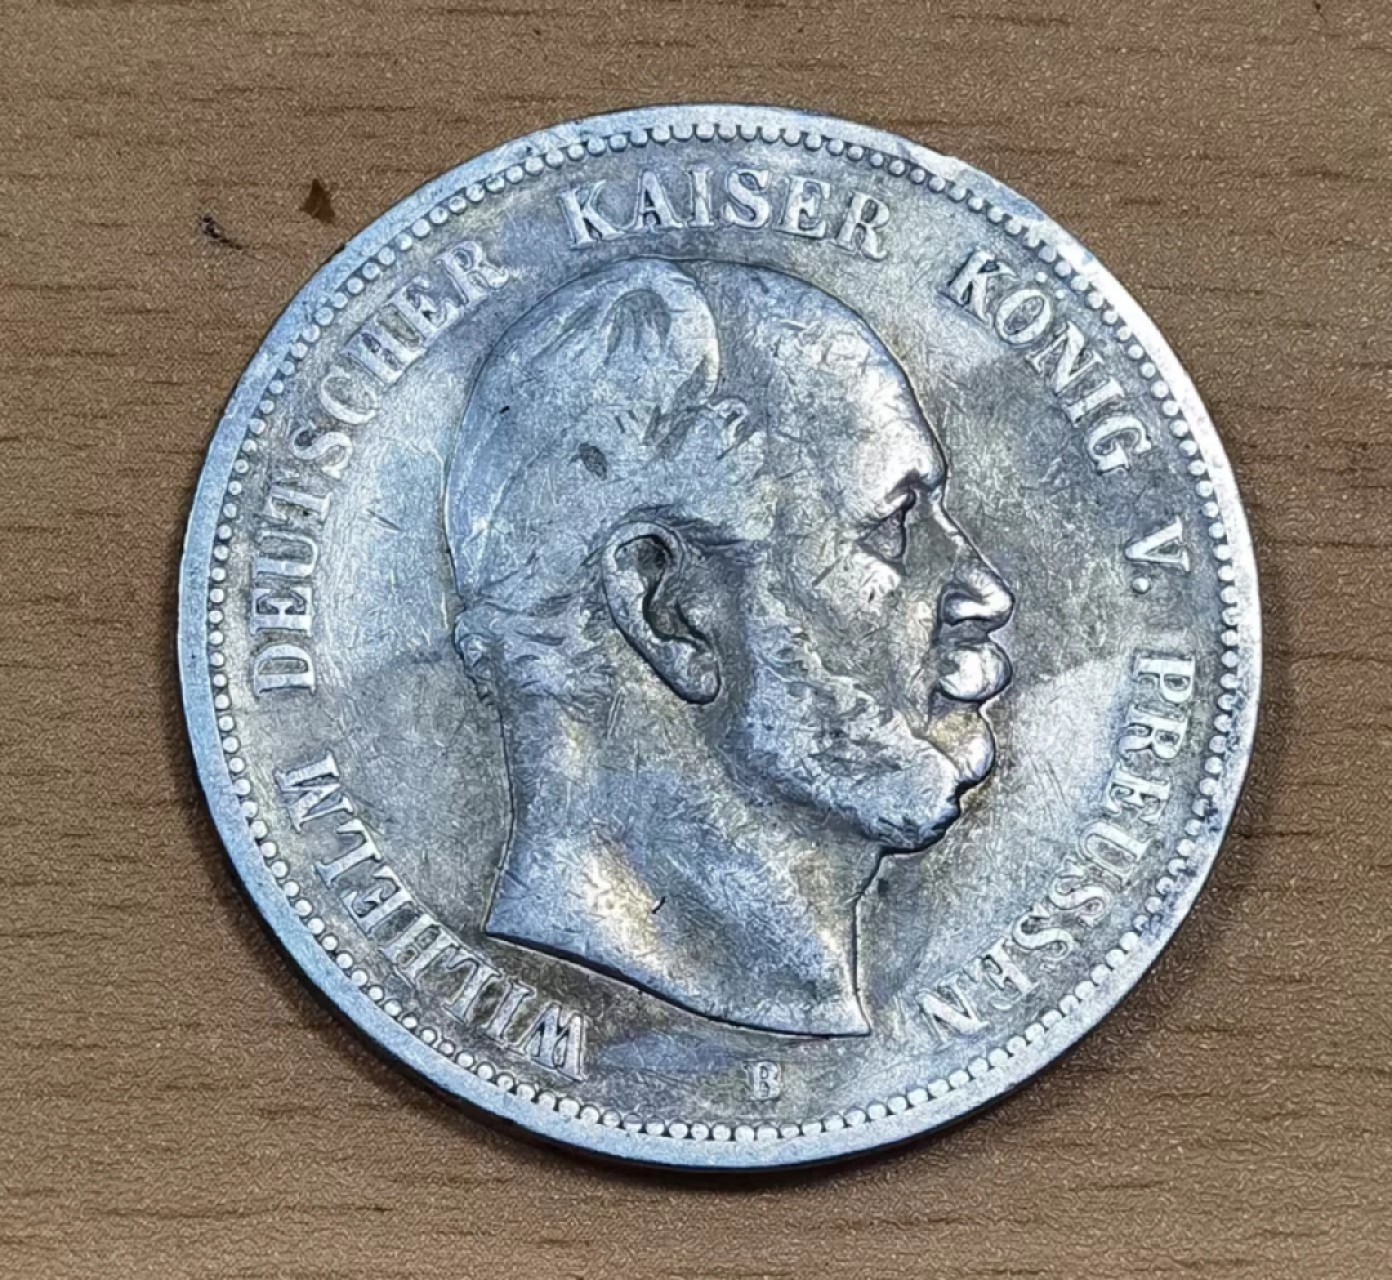 WILHELM DEUTSCHER KAISER KÖNIG V. PREUSSEN
B